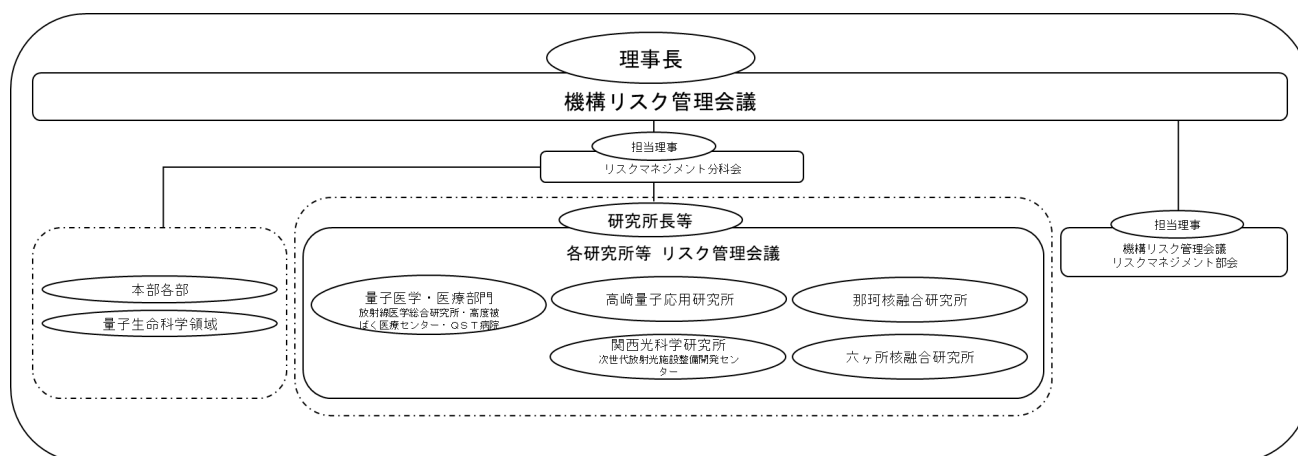 理事長
機構リスク管理会議
担当理事
リスクマネジメント分科会
研究所長等
担当理事
機構リスク管理会議
リスクマネジメント部会
各研究所等 リスク管理会議
本部各部
量子生命科学領域
量子医学・医療部門
放射線医学総合研究所・高度被
ばく医療センター・QST病院
高崎量子応用研究所
那珂核融合研究所
関西光科学研究所
次世代放射光施設整備開発セン
ター
六ヶ所核融合研究所